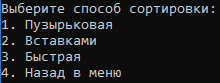 Выберите способ сортировки:
1. Пузырьковая
2. Вставками
3. Быстрая
4. Назад в меню